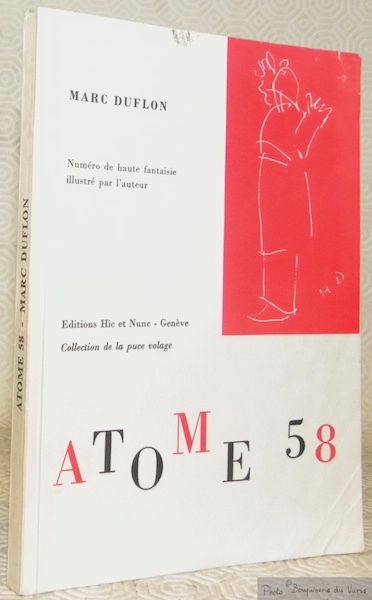 MARC DUFLON
Numéro de haute fantaisie
illustré par l'auteur
Editions Hic et Nunc - Genève
Collection de la puce volage
ATOME 58
ATOME 58 - MARC DUFLON
Photo © Bouquinerie du Varis